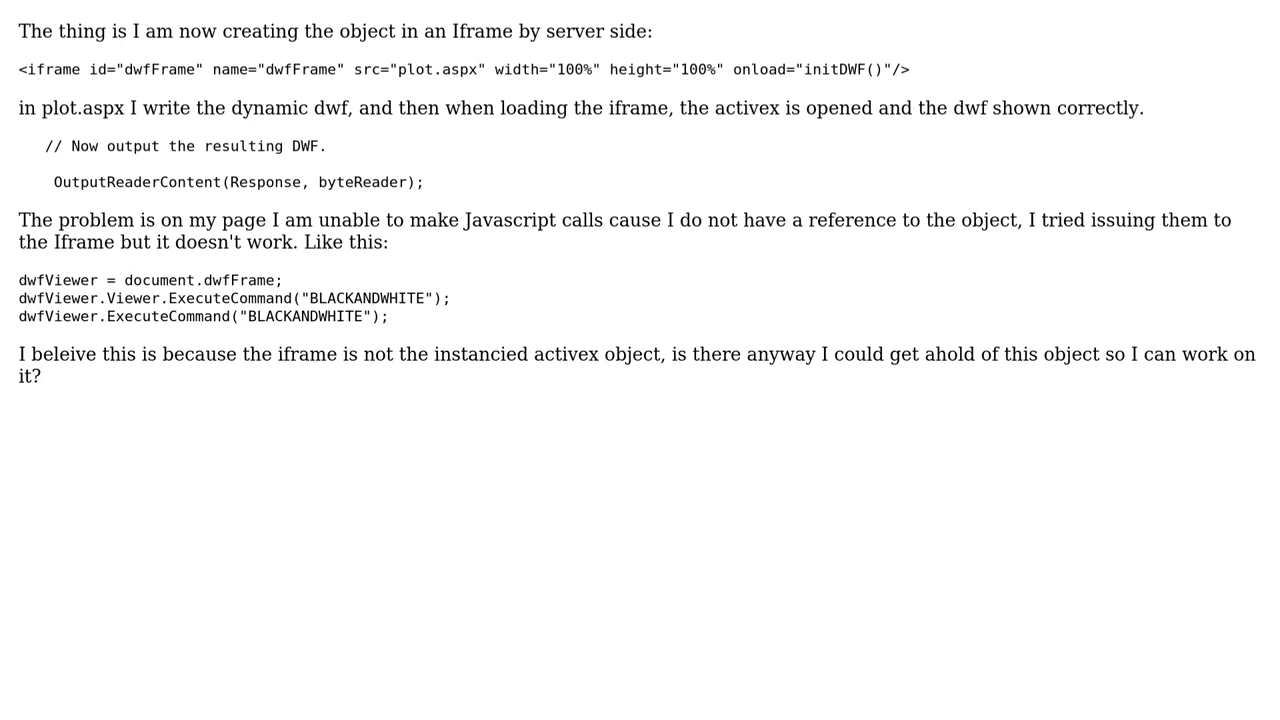 The thing is I am now creating the object in an Iframe by server side:
<iframe id="dwfFrame" name="dwfFrame" src="plot.aspx" width="100%" height="100%" onload="initDWF()"/>
in plot.aspx I write the dynamic dwf, and then when loading the iframe, the activex is opened and the dwf shown correctly.
// Now output the resulting DWF.
OutputReaderContent(Response, byteReader);
The problem is on my page I am unable to make Javascript calls cause I do not have a reference to the object, I tried issuing them to
the Iframe but it doesn't work. Like this:
dwfViewer = document.dwfFrame;
dwfViewer.Viewer.ExecuteCommand("BLACKANDWHITE");
dwfViewer.ExecuteCommand("BLACKANDWHITE");
I beleive this is because the iframe is not the instancied activex object, is there anyway I could get ahold of this object so I can work on
it?